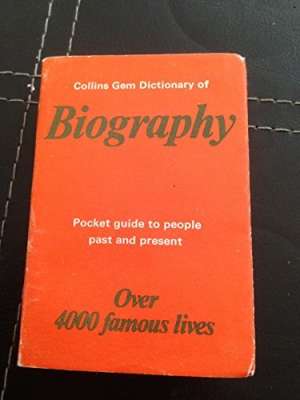 Collins Gem Dictionary of
Biography
Pocket guide to people
past and present
Over
4000 famous lives